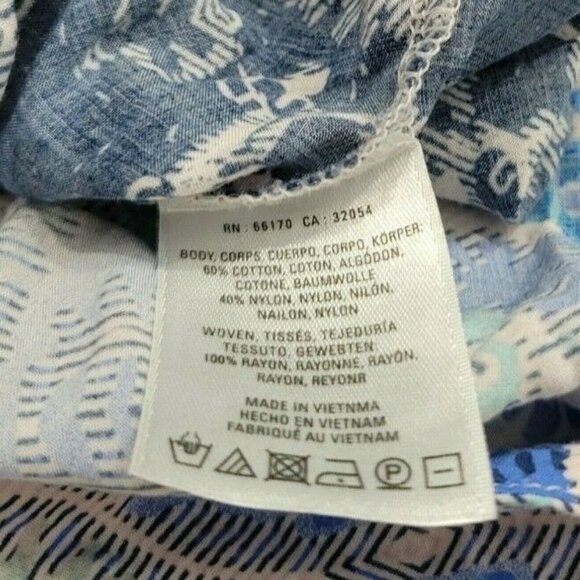 RN : 66170 CA : 32054
BODY, CORPS, CUERPO, CORPO, KÖRPER:
60% COTTON, COTON, ALGÓDON,
COTONE, BAUMWOLLE
40% NYLON, NYLON, NILÓN,
NAILON, NYLON
WOVEN, TISSÉS, TEJEDURÍA
TESSUTO, GEWEBTEN:
100% RAYON, RAYONNE, RAYÓN,
RAYON, REYONR
MADE IN VIETNMA
HECHO EN VIETNAM
FABRIQUÉ AU VIETNAM
P